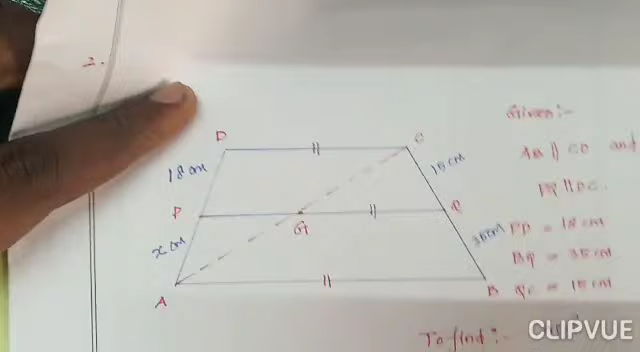 2.
D
C
18 cm
15 cm
P
Q
G
x cm
35 cm
A
B
Given:-
AB || CD and
PQ || DC.
PD = 18 cm
BQ = 35 cm
QC = 15 cm
To find:-
CLIPVUE